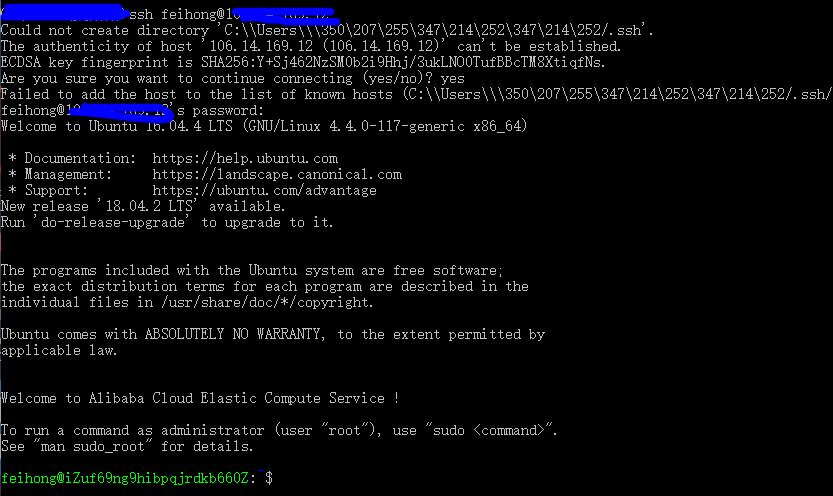 ssh feihong@10
Could not create directory 'C:\\Users\\\350\207\255\347\214\252\347\214\252/.ssh'.
The authenticity of host '106.14.169.12 (106.14.169.12)' can't be established.
ECDSA key fingerprint is SHA256:Y+Sj462NzSM0b2i9Hhj/3ukLNO0TufBBcTM8XtiqfNs.
Are you sure you want to continue connecting (yes/no)? yes
Failed to add the host to the list of known hosts (C:\\Users\\\350\207\255\347\214\252\347\214\252/.ssh/
feihong@10 's password:
Welcome to Ubuntu 16.04.4 LTS (GNU/Linux 4.4.0-117-generic x86_64)
* Documentation: https://help.ubuntu.com
* Management: https://landscape.canonical.com
* Support: https://ubuntu.com/advantage
New release '18.04.2 LTS' available.
Run 'do-release-upgrade' to upgrade to it.
The programs included with the Ubuntu system are free software;
the exact distribution terms for each program are described in the
individual files in /usr/share/doc/*/copyright.
Ubuntu comes with ABSOLUTELY NO WARRANTY, to the extent permitted by
applicable law.
Welcome to Alibaba Cloud Elastic Compute Service !
To run a command as administrator (user "root"), use "sudo <command>".
See "man sudo_root" for details.
feihong@iZuf69ng9hibpqjrdkb660Z: $